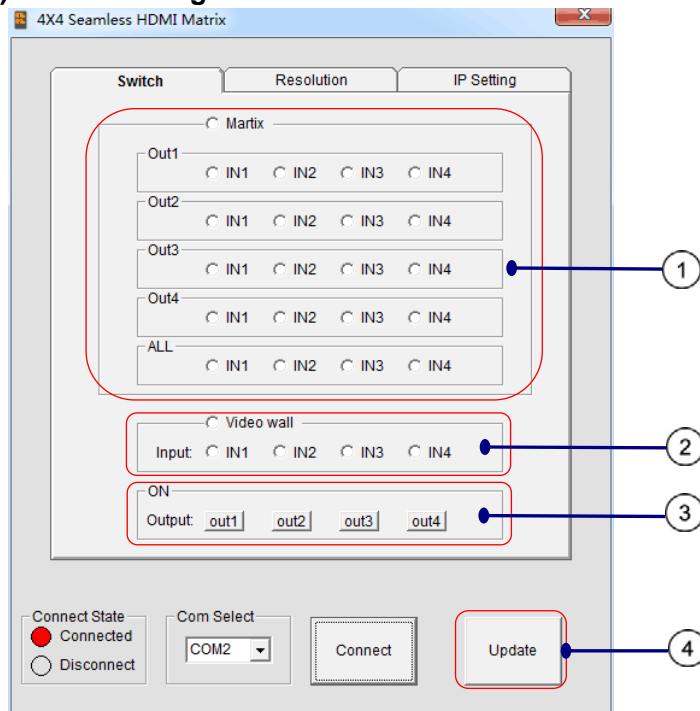 4X4 Seamless HDMI Matrix
Switch Resolution IP Setting
Martix
Out1
IN1 IN2 IN3 IN4
Out2
IN1 IN2 IN3 IN4
Out3
IN1 IN2 IN3 IN4
1
Out4
IN1 IN2 IN3 IN4
ALL
IN1 IN2 IN3 IN4
Video wall
Input: IN1 IN2 IN3 IN4
2
ON
Output: out1 out2 out3 out4
3
Connect State Com Select
Connected
COM2 Connect Update
4
Disconnect